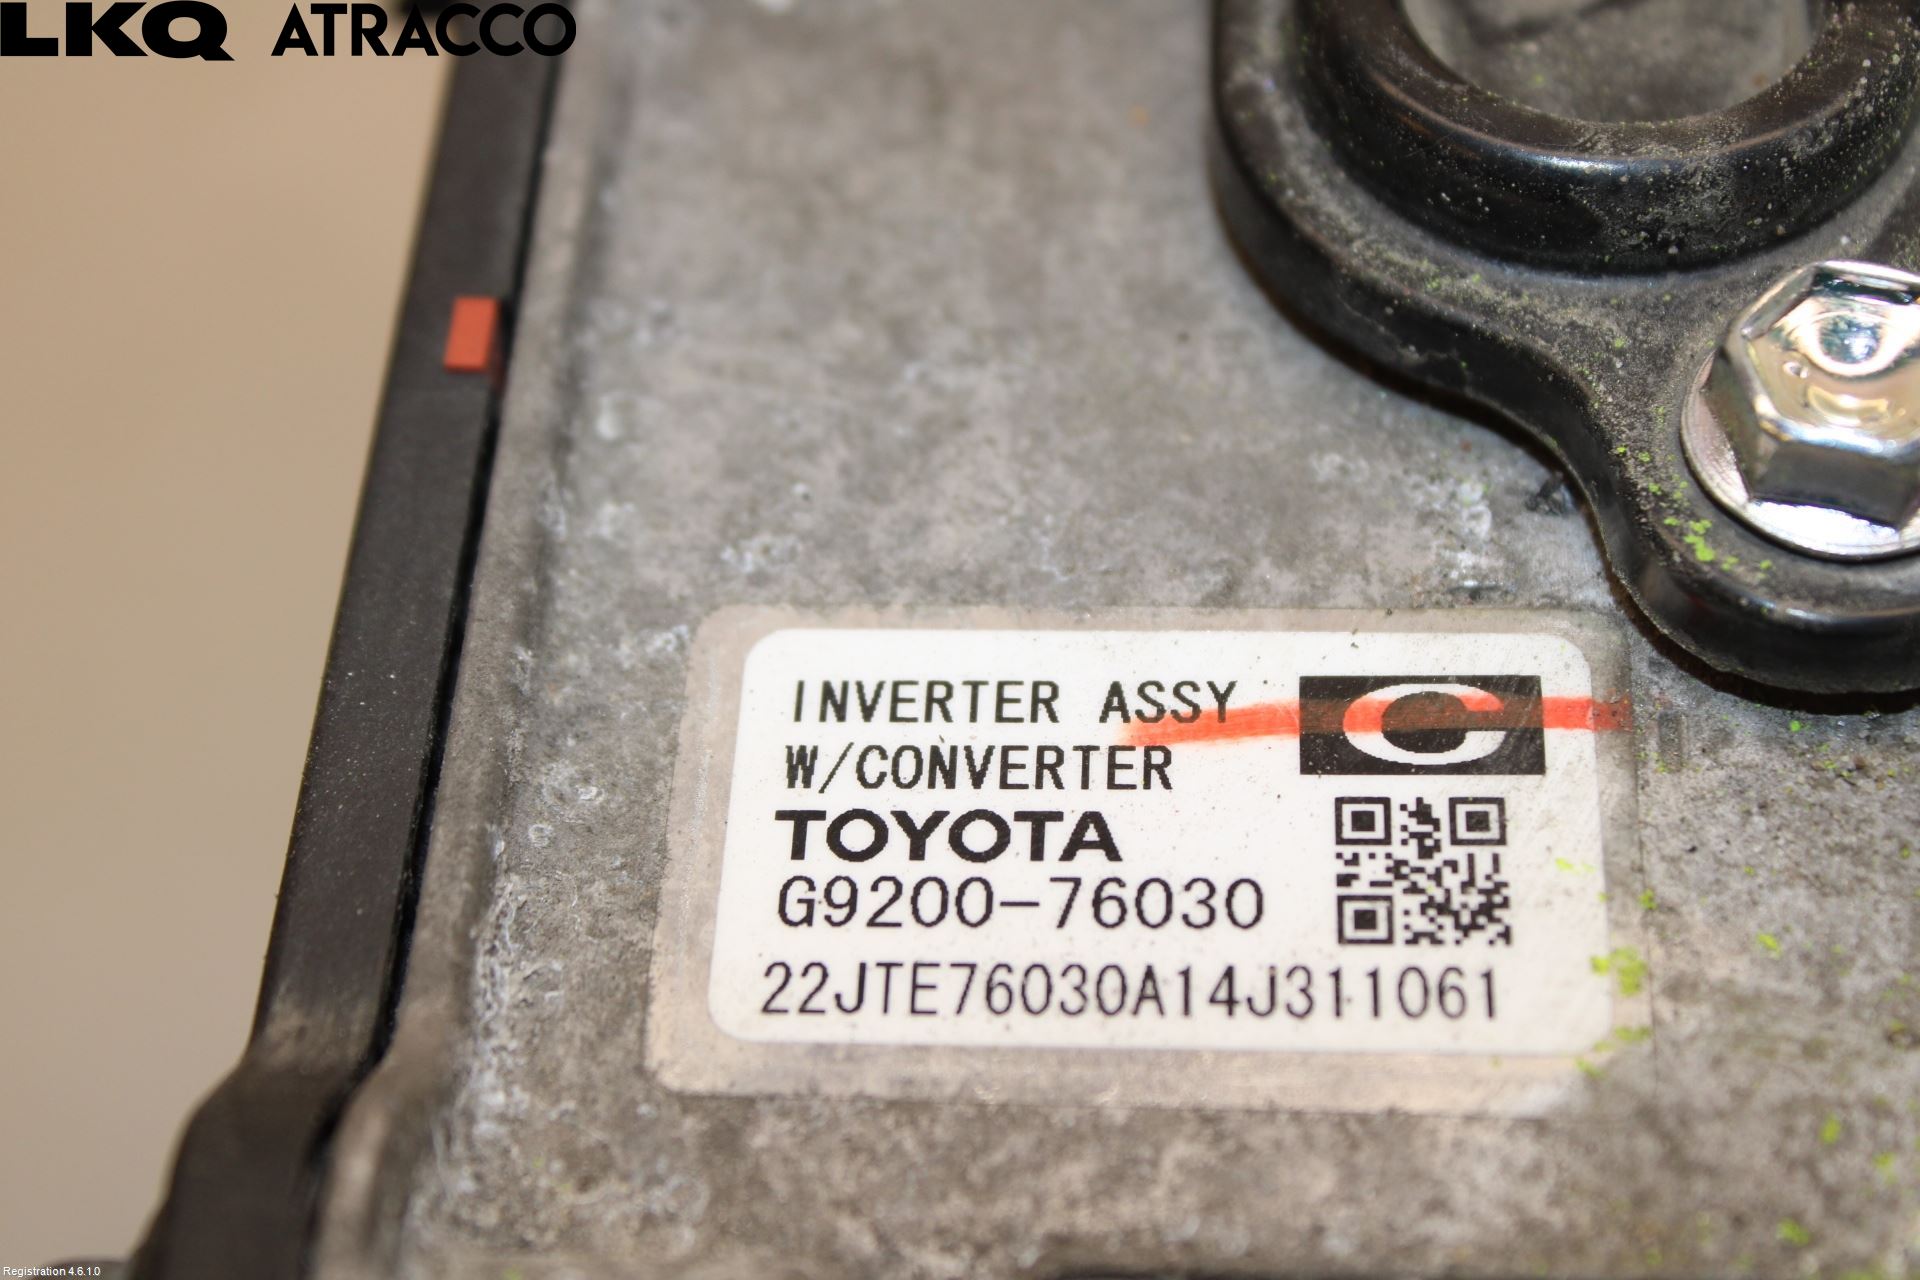 LKQ ATRACCO
INVERTER ASSY
W/CONVERTER
C
TOYOTA
G9200-76030
22JTE76030A14J311061
Registration 4.6.1.0